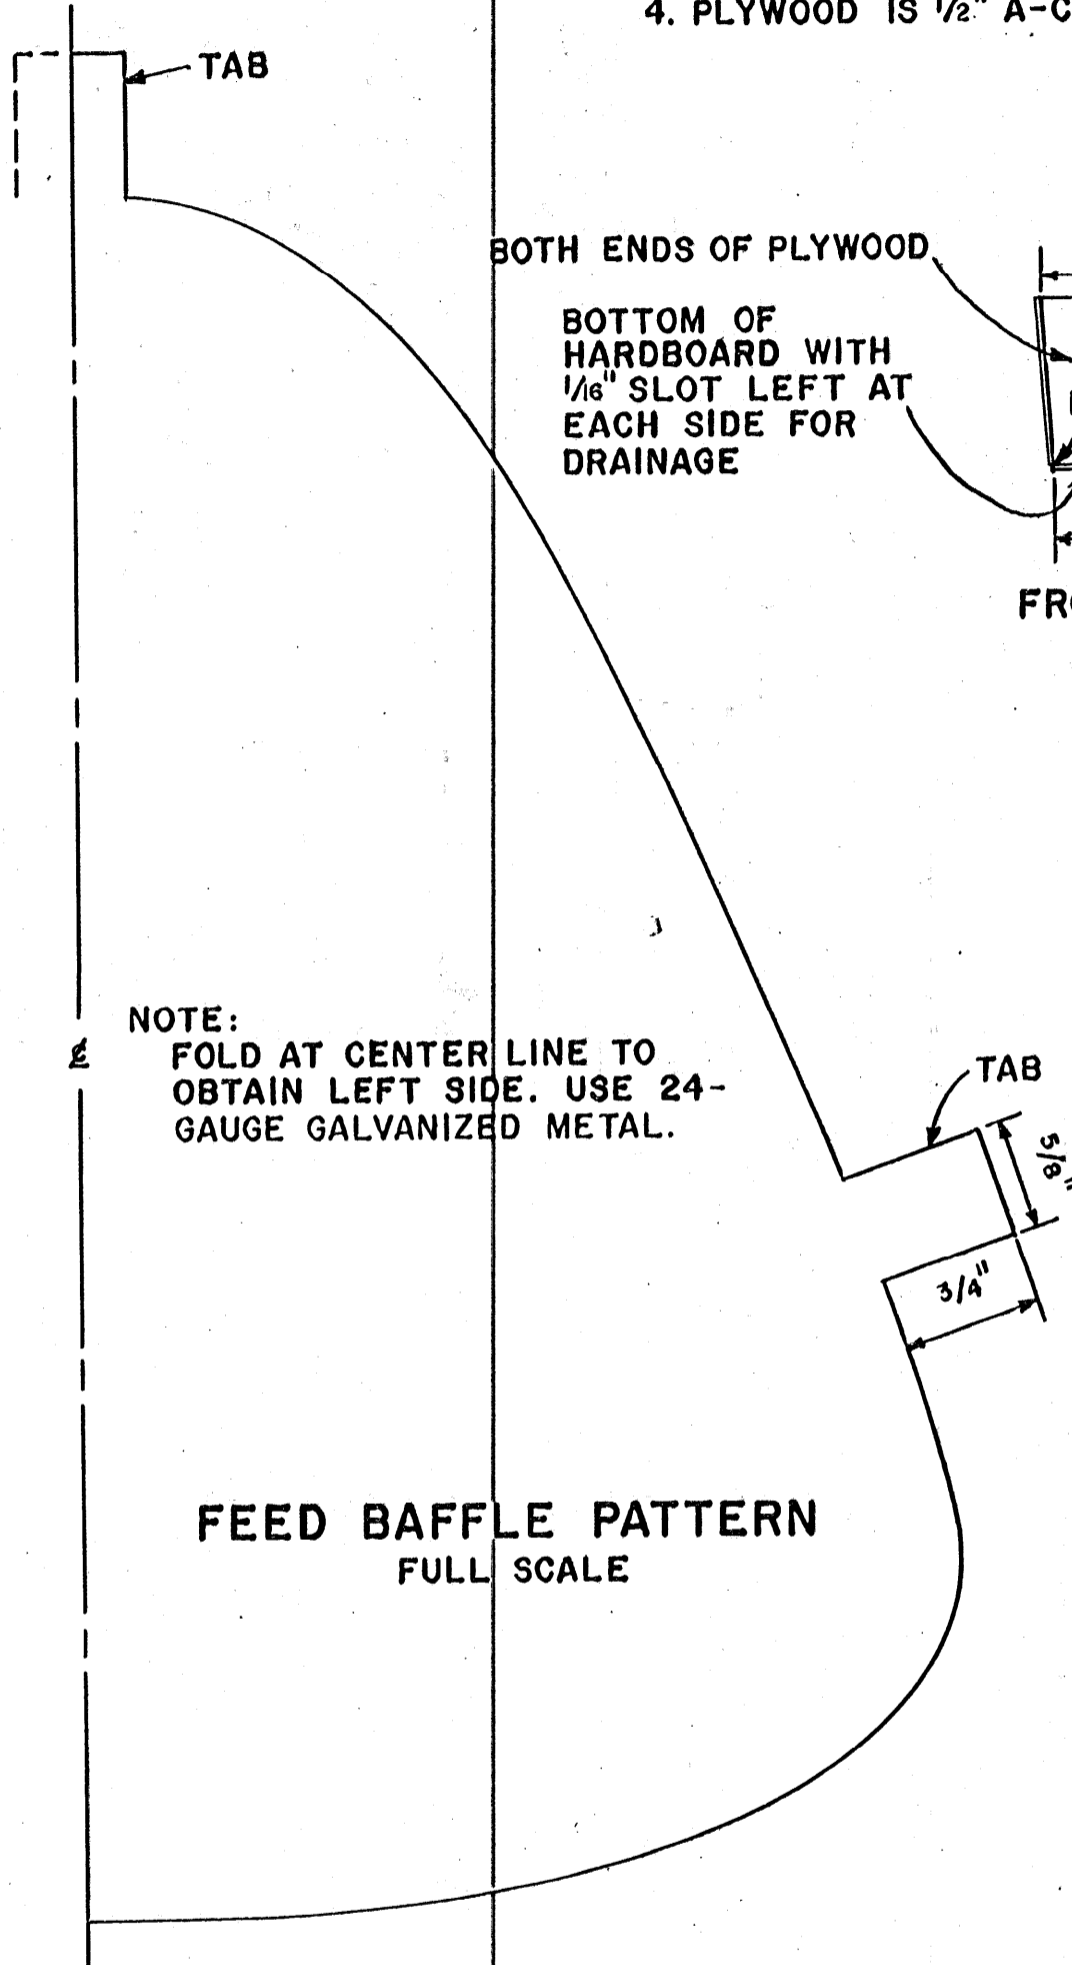 4. PLYWOOD IS 1/2" A-C
TAB
BOTH ENDS OF PLYWOOD
BOTTOM OF
HARDBOARD WITH
1/16" SLOT LEFT AT
EACH SIDE FOR
DRAINAGE
FRO
NOTE:
℄ FOLD AT CENTER LINE TO
OBTAIN LEFT SIDE. USE 24-
GAUGE GALVANIZED METAL.
TAB
5/8"
3/4"
FEED BAFFLE PATTERN
FULL SCALE